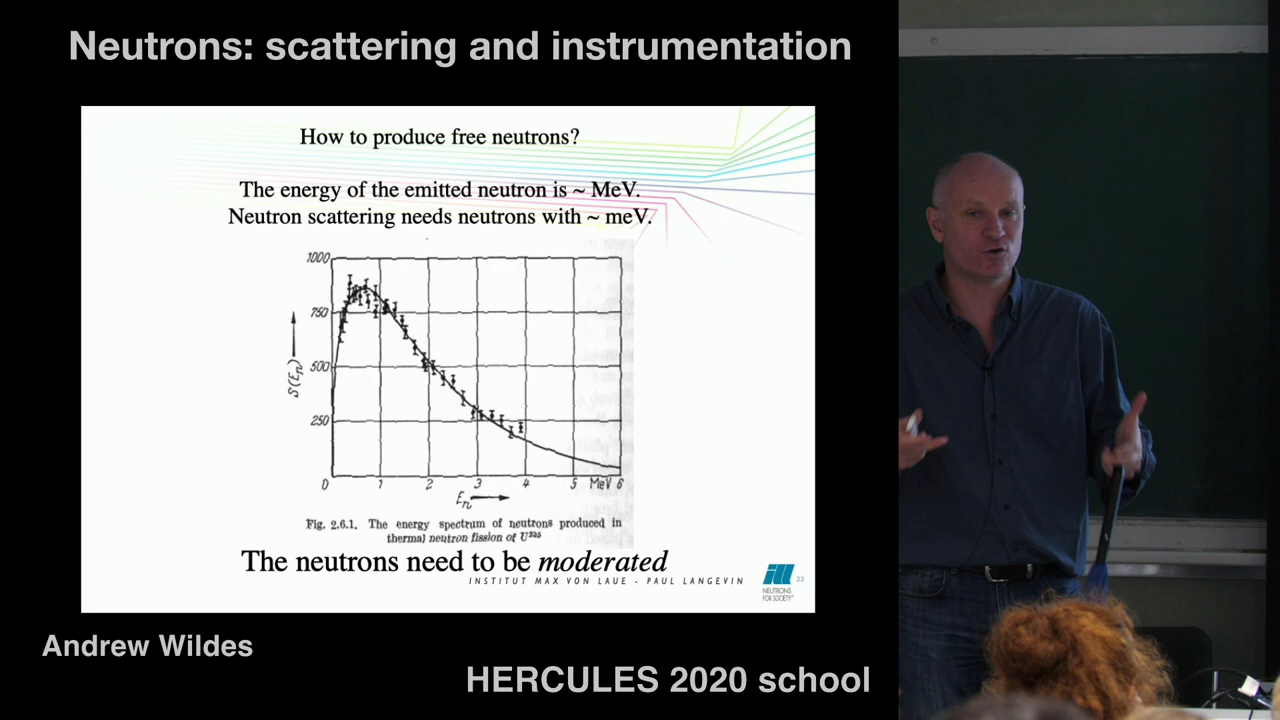 Neutrons: scattering and instrumentation
How to produce free neutrons?
The energy of the emitted neutron is ~ MeV.
Neutron scattering needs neutrons with ~ meV.
1000
750
500
250
S(Eₙ)
0 1 2 3 4 5 MeV 6
Eₙ
Fig. 2.6.1. The energy spectrum of neutrons produced in
thermal neutron fission of U²³⁵
The neutrons need to be moderated
INSTITUT MAX VON LAUE - PAUL LANGEVIN
ill
NEUTRONS
FOR SOCIETY
22
Andrew Wildes
HERCULES 2020 school